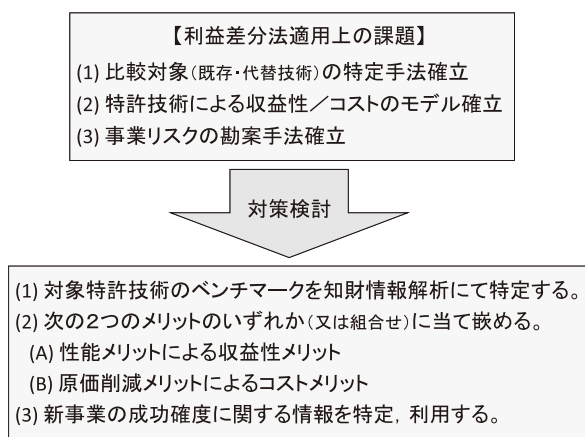 【利益差分法適用上の課題】
(1) 比較対象(既存・代替技術)の特定手法確立
(2) 特許技術による収益性／コストのモデル確立
(3) 事業リスクの勘案手法確立
対策検討
(1) 対象特許技術のベンチマークを知財情報解析にて特定する。
(2) 次の２つのメリットのいずれか(又は組合せ)に当て嵌める。
(A) 性能メリットによる収益性メリット
(B) 原価削減メリットによるコストメリット
(3) 新事業の成功確度に関する情報を特定，利用する。